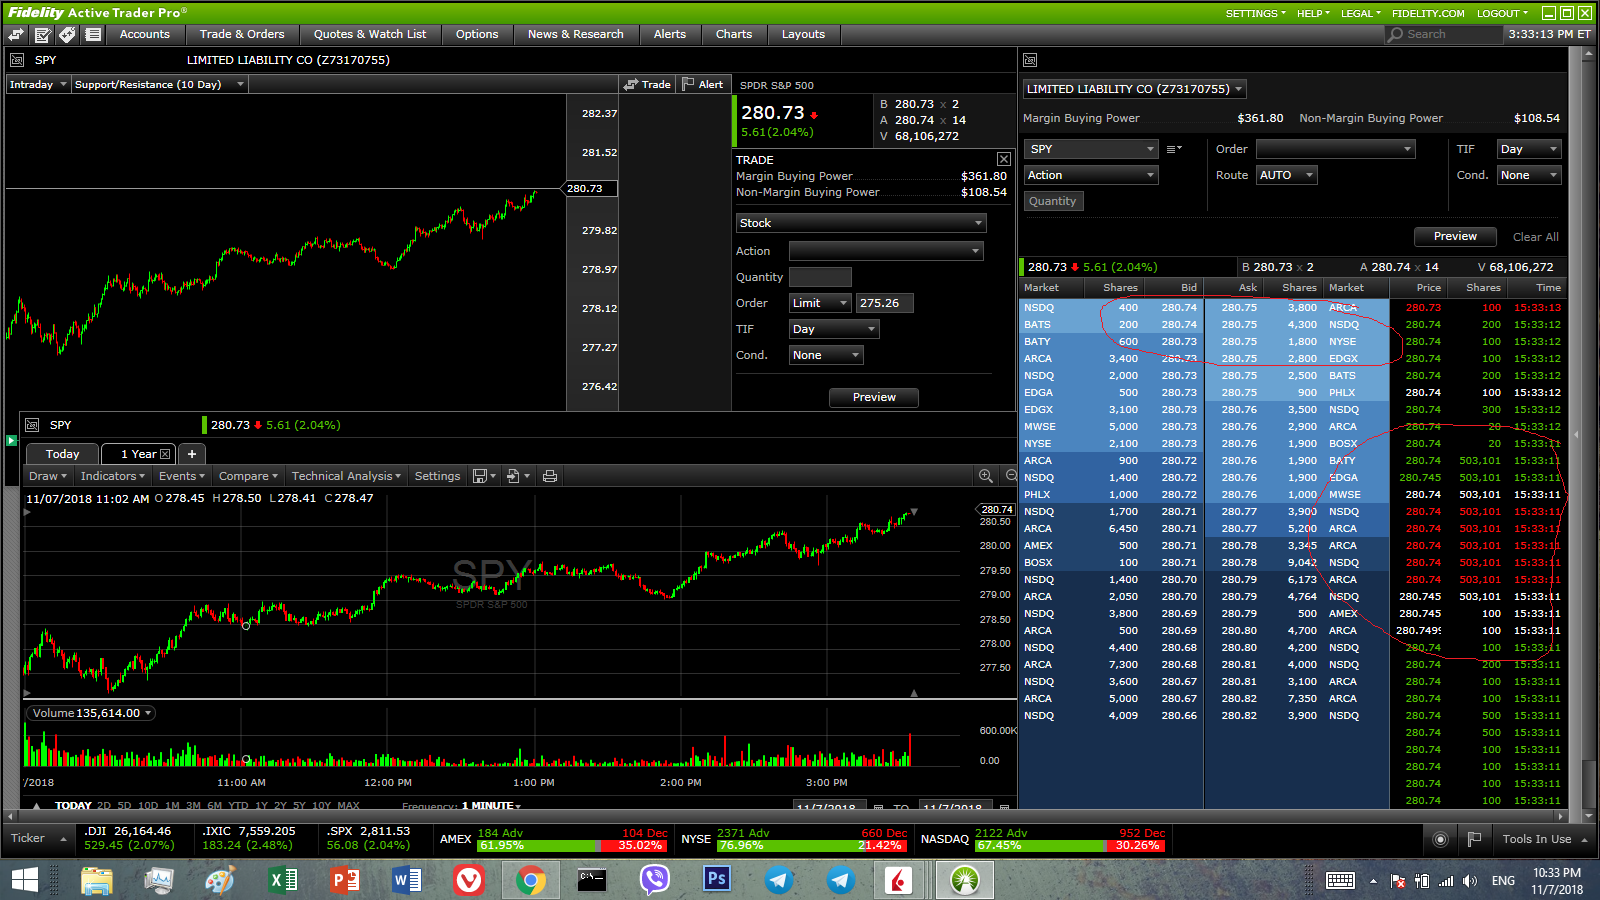 Fidelity Active Trader Pro®
SETTINGS HELP LEGAL FIDELITY.COM LOGOUT
Accounts Trade & Orders Quotes & Watch List Options News & Research Alerts Charts Layouts
Search 3:33:13 PM ET
SPY LIMITED LIABILITY CO (Z73170755)
Intraday Support/Resistance (10 Day) Trade Alert SPDR S&P 500
282.37
281.52
280.73
279.82
278.97
278.12
277.27
276.42
280.73
5.61(2.04%)
B 280.73 x 2
A 280.74 x 14
V 68,106,272
TRADE
Margin Buying Power $361.80
Non-Margin Buying Power $108.54
Stock
Action
Quantity
Order Limit 275.26
TIF Day
Cond. None
Preview
SPY 280.73 5.61 (2.04%)
Today 1 Year +
Draw Indicators Events Compare Technical Analysis Settings
11/07/2018 11:02 AM O 278.45 H 278.50 L 278.41 C 278.47
280.74
280.50
280.00
279.50
279.00
278.50
278.00
277.50
SPY
SPDR S&P 500
Volume 135,614.00
600.00K
0.00
/2018 11:00 AM 12:00 PM 1:00 PM 2:00 PM 3:00 PM
TODAY 2D 5D 10D 1M 3M 6M YTD 1Y 2Y 5Y 10Y MAX Frequency: 1 MINUTE 11/7/2018 TO 11/7/2018
LIMITED LIABILITY CO (Z73170755)
Margin Buying Power $361.80 Non-Margin Buying Power $108.54
SPY Order TIF Day
Action Route AUTO Cond. None
Quantity
Preview Clear All
280.73 5.61 (2.04%) B 280.73 x 2 A 280.74 x 14 V 68,106,272
Market Shares Bid Ask Shares Market Price Shares Time
NSDQ 400 280.74 280.75 3,800 ARCA 280.73 100 15:33:13
BATS 200 280.74 280.75 4,300 NSDQ 280.74 200 15:33:12
BATY 600 280.73 280.75 1,800 NYSE 280.74 100 15:33:12
ARCA 3,400 280.73 280.75 2,800 EDGX 280.74 100 15:33:12
NSDQ 2,000 280.73 280.75 2,500 BATS 280.74 200 15:33:12
EDGA 500 280.73 280.75 900 PHLX 280.74 100 15:33:12
EDGX 3,100 280.73 280.76 3,500 NSDQ 280.74 300 15:33:12
MWSE 5,000 280.73 280.76 2,900 ARCA 280.74 20 15:33:12
NYSE 2,100 280.73 280.76 1,900 BOSX 280.74 20 15:33:11
ARCA 900 280.72 280.76 1,900 BATY 280.74 503,101 15:33:11
NSDQ 1,400 280.72 280.76 1,900 EDGA 280.745 503,101 15:33:11
PHLX 1,000 280.72 280.76 1,000 MWSE 280.74 503,101 15:33:11
NSDQ 1,700 280.71 280.77 3,900 NSDQ 280.74 503,101 15:33:11
ARCA 6,450 280.71 280.77 5,200 ARCA 280.74 503,101 15:33:11
AMEX 500 280.71 280.78 3,345 ARCA 280.74 503,101 15:33:11
BOSX 100 280.71 280.78 9,042 NSDQ 280.74 503,101 15:33:11
NSDQ 1,400 280.70 280.79 6,173 ARCA 280.74 503,101 15:33:11
ARCA 2,050 280.70 280.79 4,764 NSDQ 280.745 503,101 15:33:11
NSDQ 3,800 280.69 280.79 500 AMEX 280.745 100 15:33:11
ARCA 500 280.69 280.80 4,700 ARCA 280.7499 100 15:33:11
NSDQ 4,400 280.68 280.80 4,200 NSDQ 280.74 100 15:33:11
ARCA 7,300 280.68 280.81 4,000 NSDQ 280.74 200 15:33:11
NSDQ 3,600 280.67 280.81 3,100 ARCA 280.74 100 15:33:11
ARCA 5,000 280.67 280.82 7,350 ARCA 280.74 100 15:33:11
NSDQ 4,009 280.66 280.82 3,900 NSDQ 280.74 500 15:33:11
280.74 500 15:33:11
280.74 100 15:33:11
280.74 100 15:33:11
280.74 100 15:33:11
280.74 100 15:33:11
Ticker .DJI 26,164.46 .IXIC 7,559.205 .SPX 2,811.53 AMEX 184 Adv 104 Dec NYSE 2371 Adv 660 Dec NASDAQ 2122 Adv 952 Dec
529.45 (2.07%) 183.24 (2.48%) 56.08 (2.04%) 61.95% 35.02% 76.96% 21.42% 67.45% 30.26%
Tools In Use
ENG 10:33 PM
11/7/2018